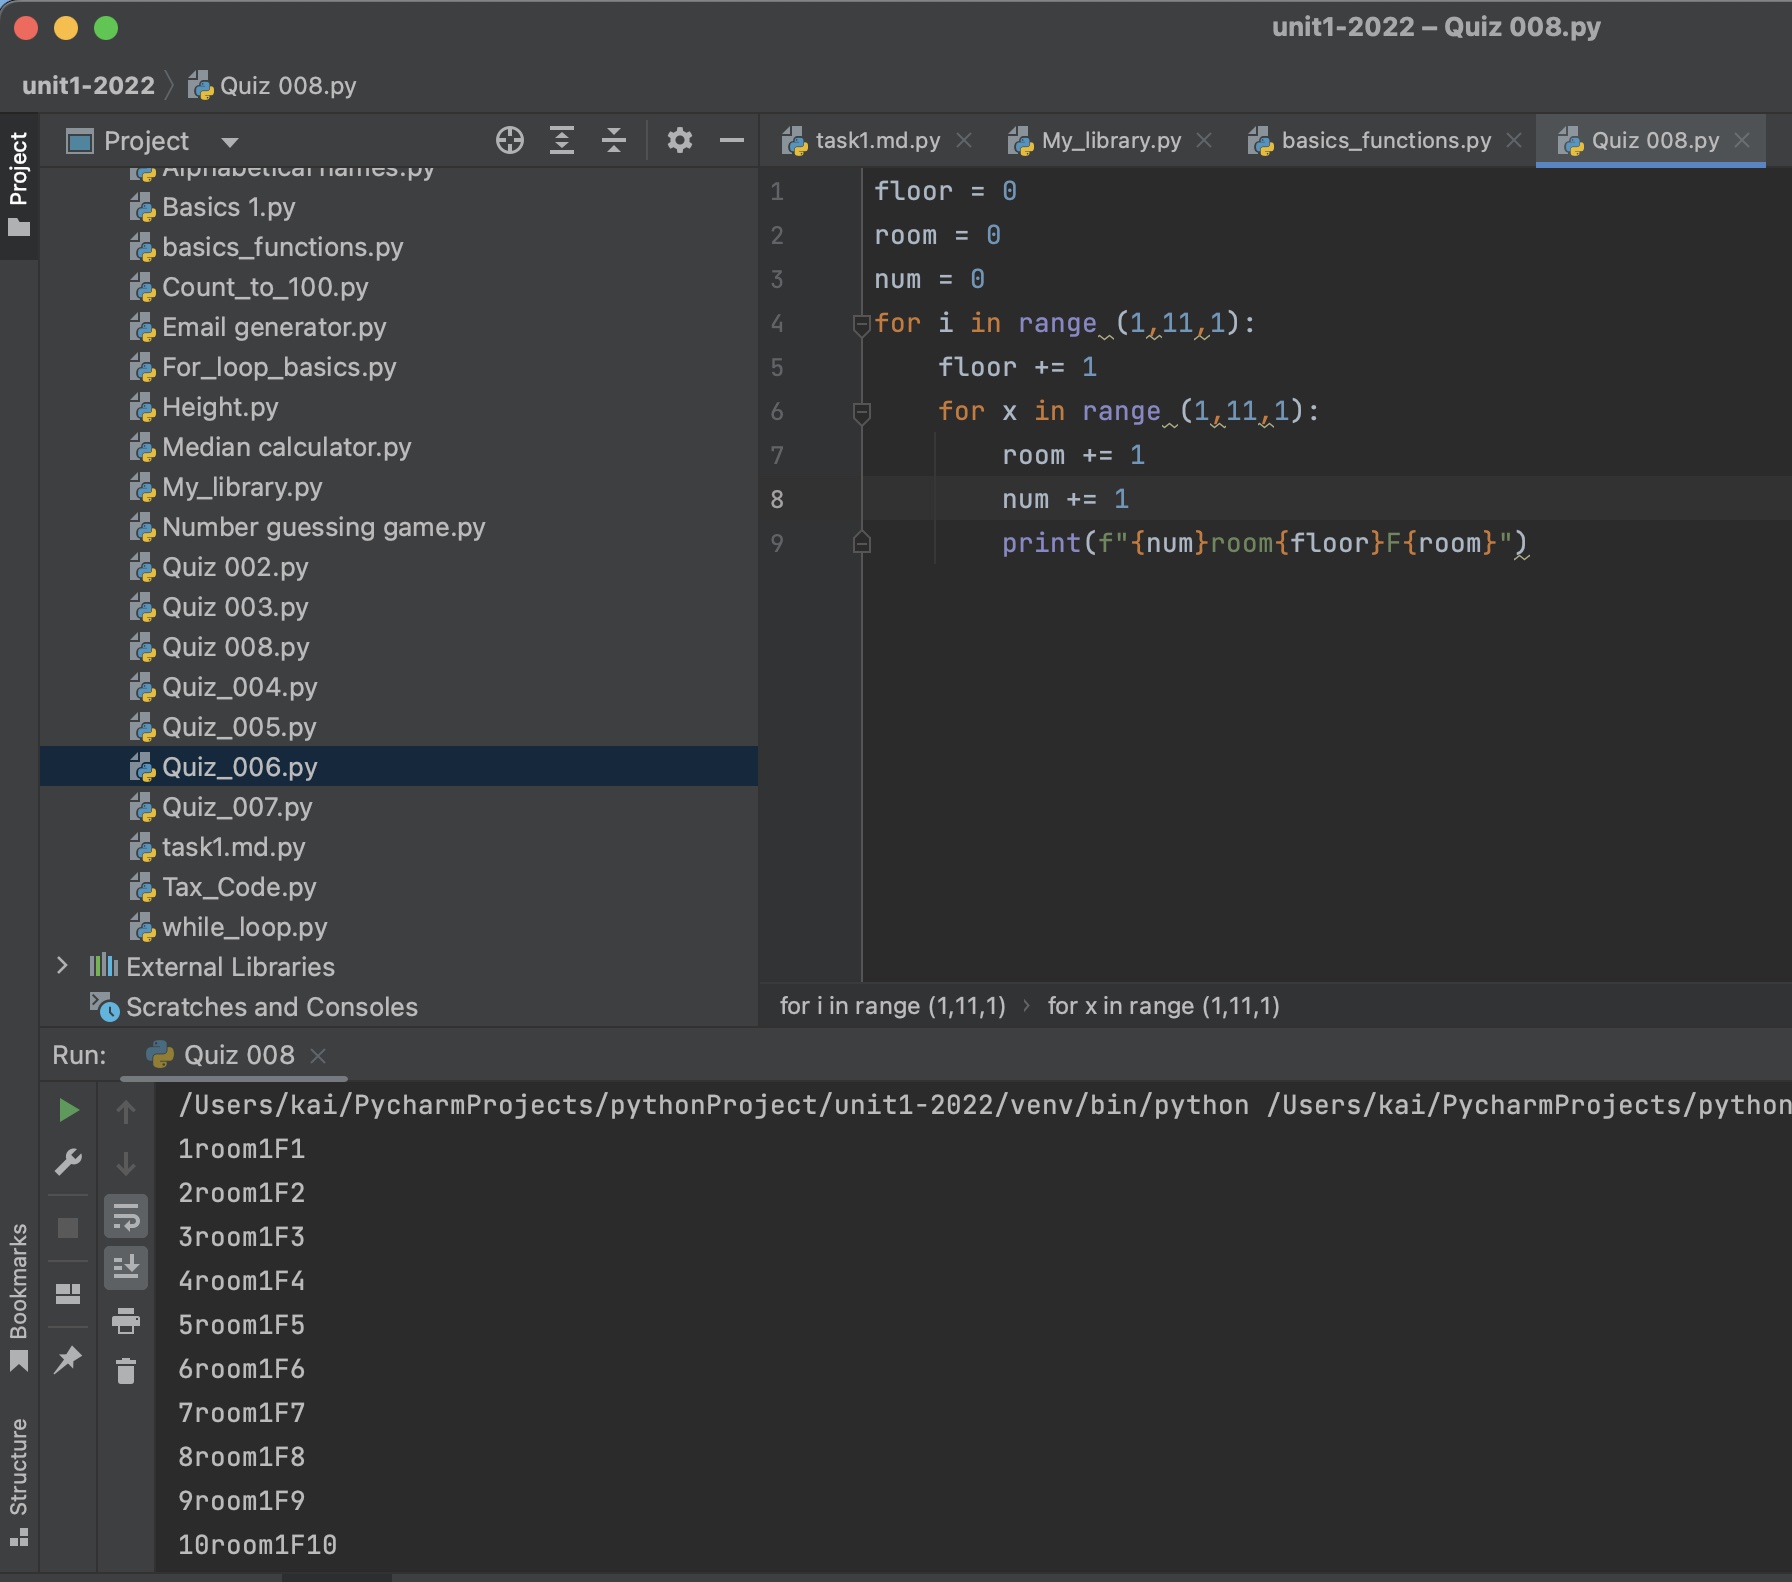 unit1-2022 – Quiz 008.py
unit1-2022 Quiz 008.py
Project
Project
Alphabetical names.py
Basics 1.py
basics_functions.py
Count_to_100.py
Email generator.py
For_loop_basics.py
Height.py
Median calculator.py
My_library.py
Number guessing game.py
Quiz 002.py
Quiz 003.py
Quiz 008.py
Quiz_004.py
Quiz_005.py
Quiz_006.py
Quiz_007.py
task1.md.py
Tax_Code.py
while_loop.py
External Libraries
Scratches and Consoles
task1.md.py My_library.py basics_functions.py Quiz 008.py
1 floor = 0
2 room = 0
3 num = 0
4 for i in range (1,11,1):
5 floor += 1
6 for x in range (1,11,1):
7 room += 1
8 num += 1
9 print(f"{num}room{floor}F{room}")
for i in range (1,11,1) › for x in range (1,11,1)
Run: Quiz 008
/Users/kai/PycharmProjects/pythonProject/unit1-2022/venv/bin/python /Users/kai/PycharmProjects/python
1room1F1
2room1F2
3room1F3
4room1F4
5room1F5
6room1F6
7room1F7
8room1F8
9room1F9
10room1F10
Bookmarks
Structure